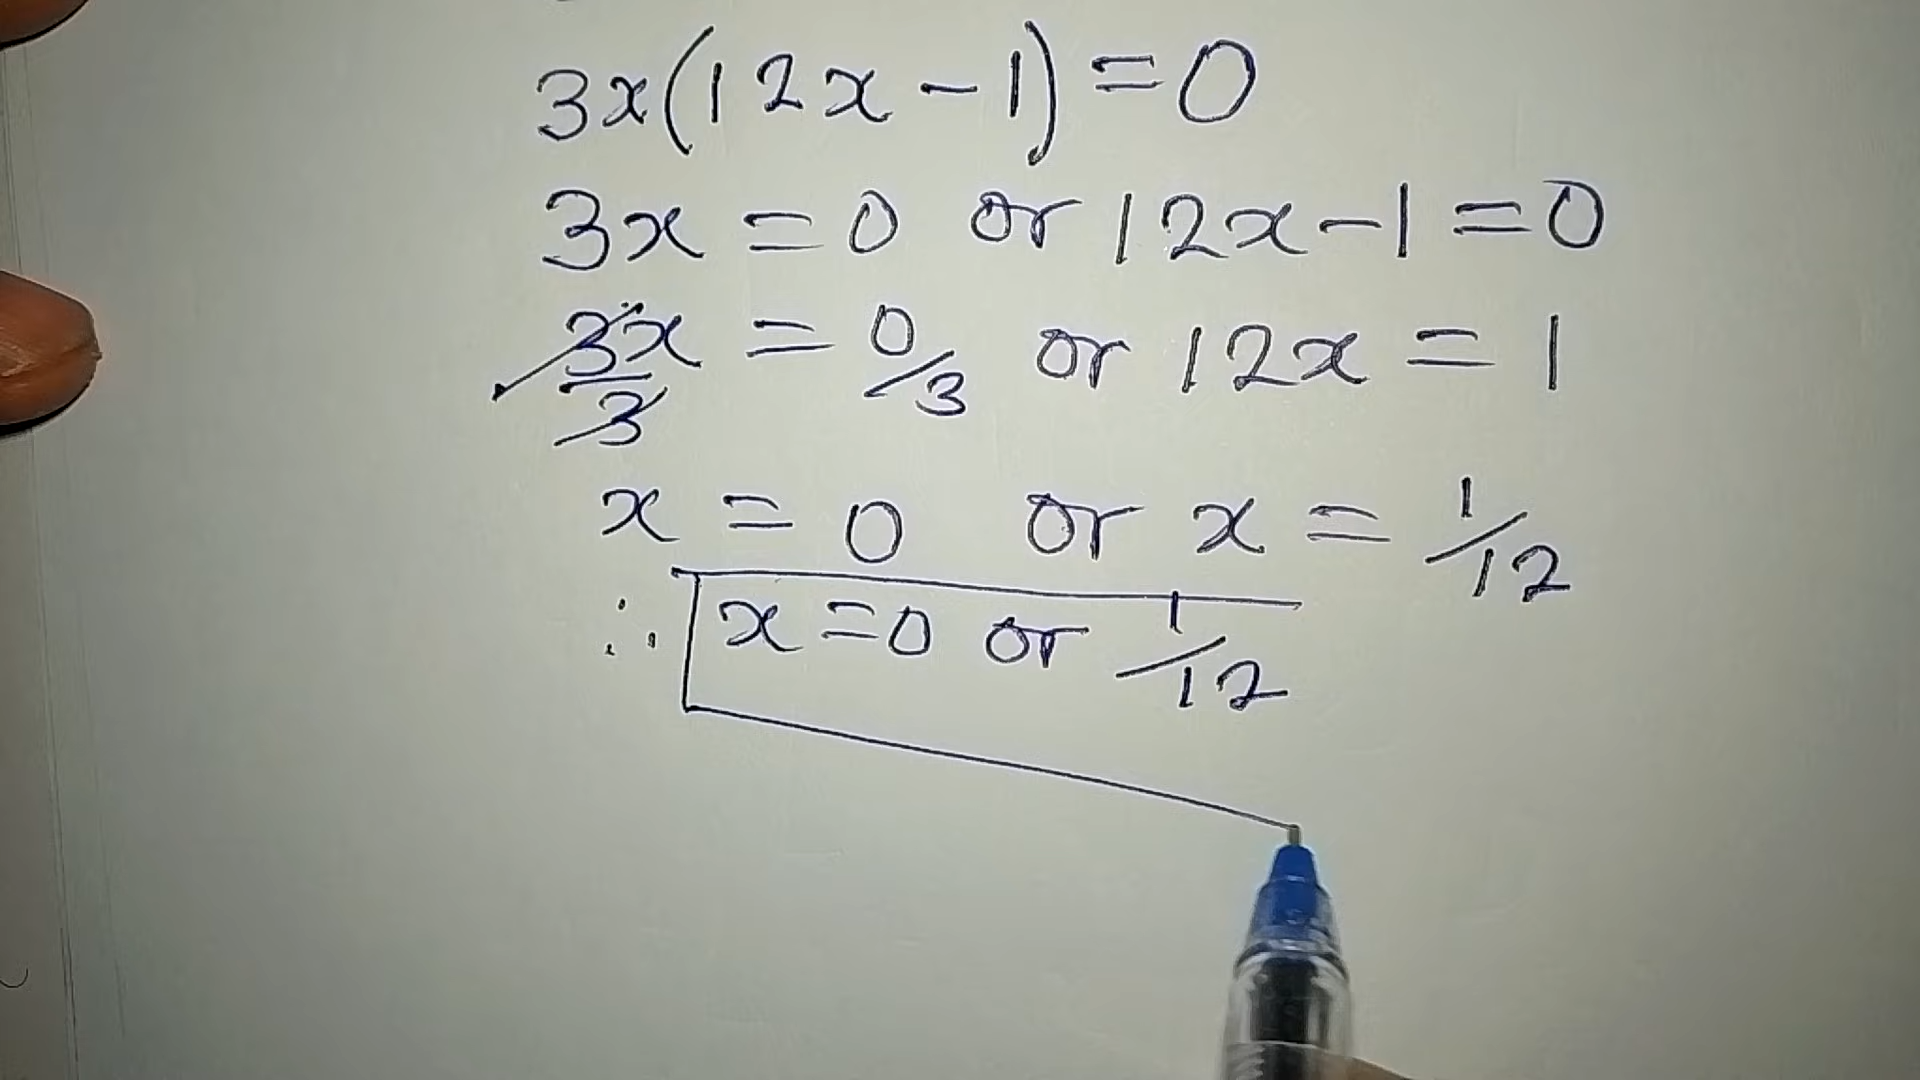 3x(12x-1)=0
3x = 0 or 12x-1=0
3x/3 = 0/3 or 12x = 1
x = 0 or x = 1/12
∴ x=0 or 1/12